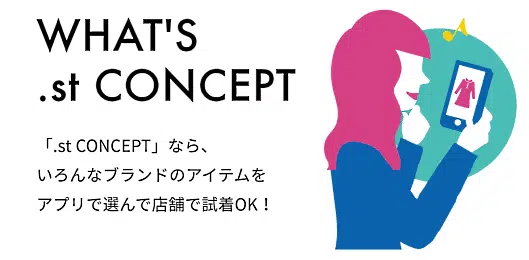 WHAT'S
.st CONCEPT
「.st CONCEPT」なら、
いろんなブランドのアイテムを
アプリで選んで店舗で試着OK！